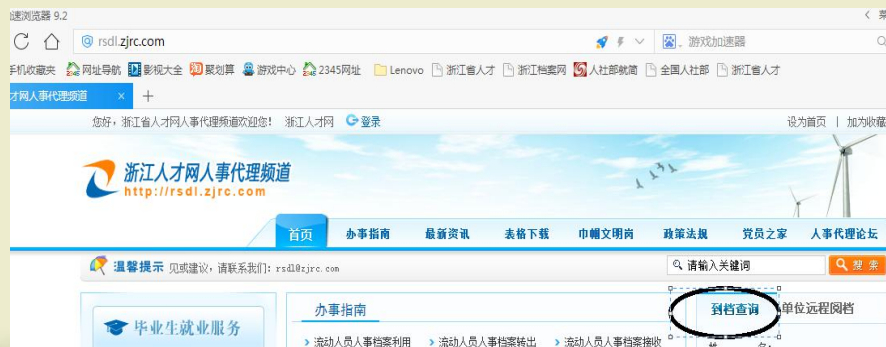 速浏览器 9.2
rsdl.zjrc.com 游戏加速器
手机收藏夹 网址导航 影视大全 聚划算 游戏中心 2345网址 Lenovo 浙江省人才 浙江档案网 人社部就简 全国人社部 浙江省人才
才网人事代理频道 × +
您好，浙江省人才网人事代理频道欢迎您！ 浙江人才网 登录 设为首页 | 加为收藏
浙江人才网人事代理频道
http://rsdl.zjrc.com
首页 办事指南 最新资讯 表格下载 巾帼文明岗 政策法规 党员之家 人事代理论坛
温馨提示 见或建议，请联系我们：rsdl@zjrc.com 请输入关键词 搜 索
办事指南 到档查询 单位远程阅档
毕业生就业服务
> 流动人员人事档案利用 > 流动人员人事档案转出 > 流动人员人事档案接收